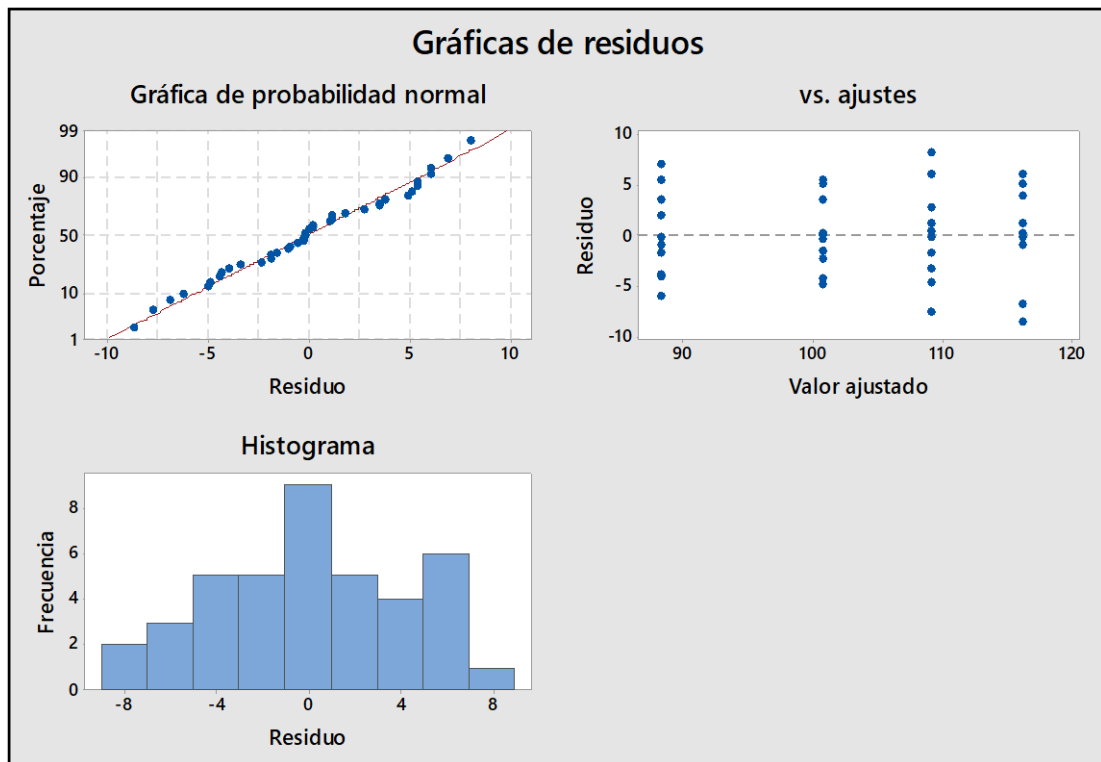 Gráficas de residuos
Gráfica de probabilidad normal
99
90
50
10
1
Porcentaje
-10 -5 0 5 10
Residuo
vs. ajustes
10
5
0
-5
-10
Residuo
90 100 110 120
Valor ajustado
Histograma
8
6
4
2
0
Frecuencia
-8 -4 0 4 8
Residuo